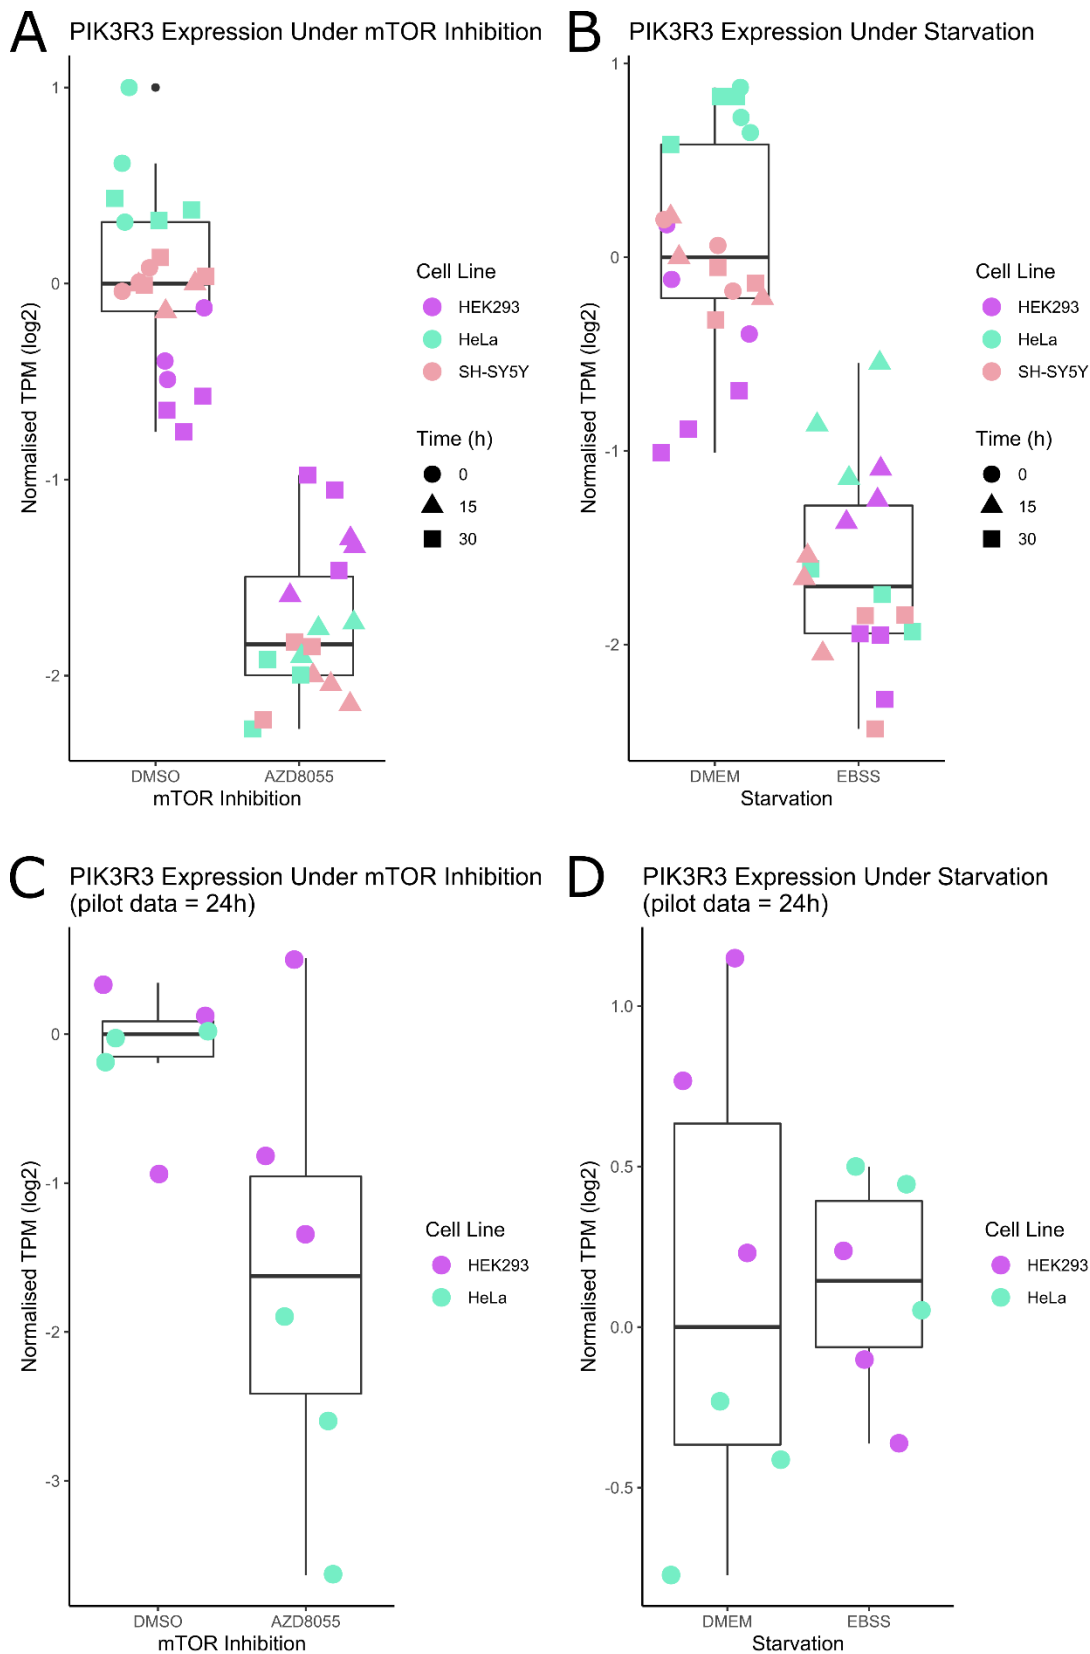 A
PIK3R3 Expression Under mTOR Inhibition
1
0
-1
-2
Normalised TPM (log2)
DMSO
AZD8055
mTOR Inhibition
Cell Line
HEK293
HeLa
SH-SY5Y
Time (h)
0
15
30
B
PIK3R3 Expression Under Starvation
1
0
-1
-2
Normalised TPM (log2)
DMEM
EBSS
Starvation
Cell Line
HEK293
HeLa
SH-SY5Y
Time (h)
0
15
30
C
PIK3R3 Expression Under mTOR Inhibition
(pilot data = 24h)
0
-1
-2
-3
Normalised TPM (log2)
DMSO
AZD8055
mTOR Inhibition
Cell Line
HEK293
HeLa
D
PIK3R3 Expression Under Starvation
(pilot data = 24h)
1.0
0.5
0.0
-0.5
Normalised TPM (log2)
DMEM
EBSS
Starvation
Cell Line
HEK293
HeLa